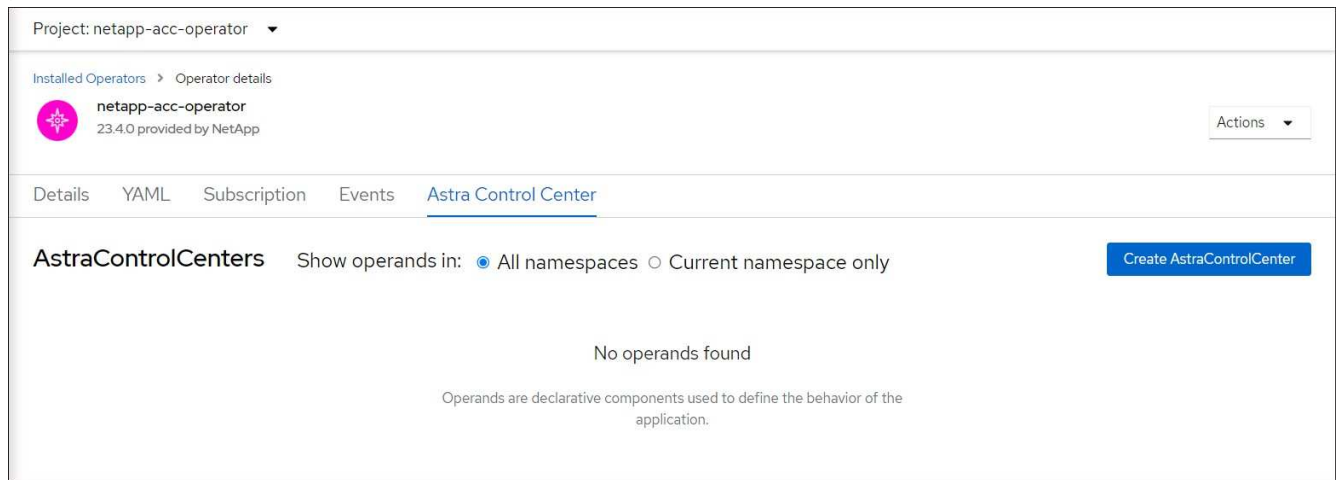 Project: netapp-acc-operator
Installed Operators > Operator details
netapp-acc-operator
23.4.0 provided by NetApp
Actions
Details YAML Subscription Events Astra Control Center
AstraControlCenters Show operands in: All namespaces Current namespace only Create AstraControlCenter
No operands found
Operands are declarative components used to define the behavior of the
application.